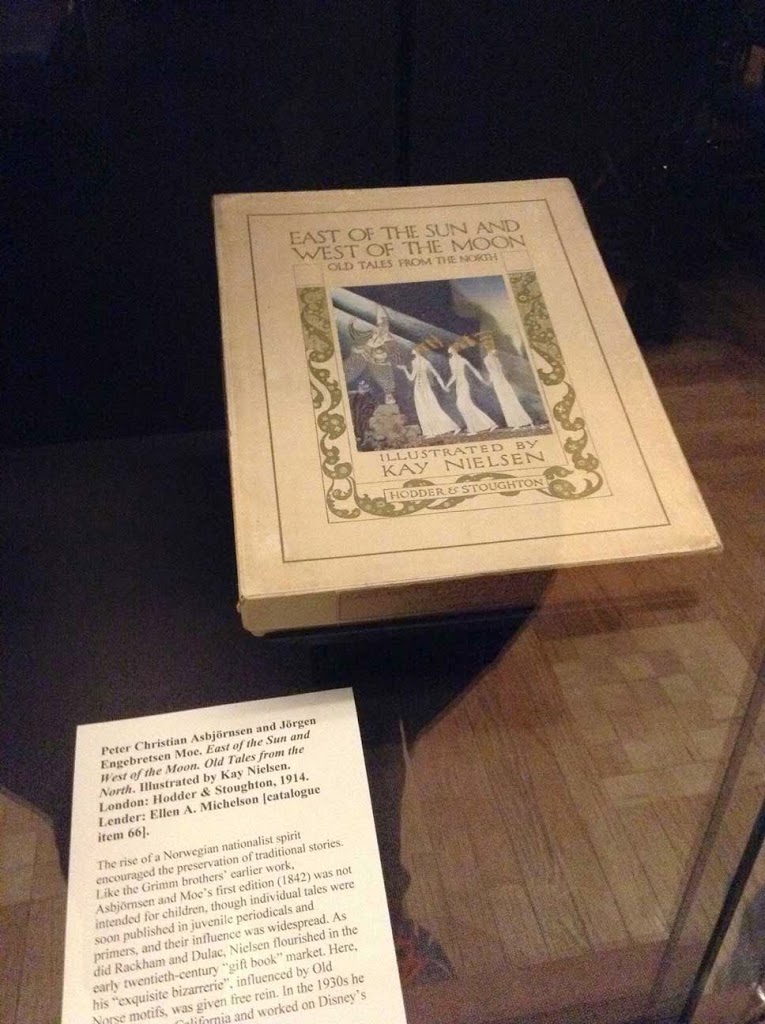 EAST OF THE SUN AND
WEST OF THE MOON
OLD TALES FROM THE NORTH
ILLUSTRATED BY
KAY NIELSEN
HODDER & STOUGHTON
Peter Christian Asbjörnsen and Jörgen
Engebretsen Moe. East of the Sun and
West of the Moon. Old Tales from the
North. Illustrated by Kay Nielsen.
London: Hodder & Stoughton, 1914.
Lender: Ellen A. Michelson [catalogue
item 66].
The rise of a Norwegian nationalist spirit
encouraged the preservation of traditional stories.
Like the Grimm brothers' earlier work,
Asbjörnsen and Moe's first edition (1842) was not
intended for children, though individual tales were
soon published in juvenile periodicals and
primers, and their influence was widespread. As
did Rackham and Dulac, Nielsen flourished in the
early twentieth-century "gift book" market. Here,
his "exquisite bizarrerie", influenced by Old
Norse motifs, was given free rein. In the 1930s he
California and worked on Disney's